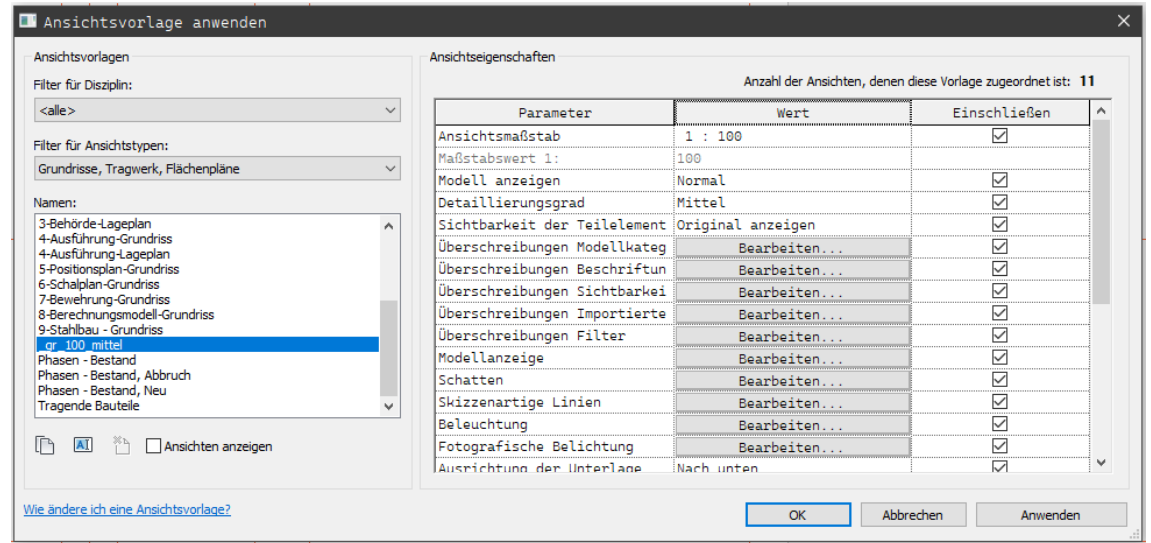 Ansichtsvorlage anwenden
Ansichtsvorlagen
Filter für Disziplin:
<alle>
Filter für Ansichtstypen:
Grundrisse, Tragwerk, Flächenpläne
Namen:
3-Behörde-Lageplan
4-Ausführung-Grundriss
4-Ausführung-Lageplan
5-Positionsplan-Grundriss
6-Schalplan-Grundriss
7-Bewehrung-Grundriss
8-Berechnungsmodell-Grundriss
9-Stahlbau - Grundriss
_gr_100_mittel
Phasen - Bestand
Phasen - Bestand, Abbruch
Phasen - Bestand, Neu
Tragende Bauteile
AI
Ansichten anzeigen
Wie ändere ich eine Ansichtsvorlage?
Ansichtseigenschaften
Anzahl der Ansichten, denen diese Vorlage zugeordnet ist: 11
Parameter Wert Einschließen
Ansichtsmaßstab 1 : 100
Maßstabswert 1: 100
Modell anzeigen Normal
Detaillierungsgrad Mittel
Sichtbarkeit der Teilelement Original anzeigen
Überschreibungen Modellkateg Bearbeiten...
Überschreibungen Beschriftun Bearbeiten...
Überschreibungen Sichtbarkei Bearbeiten...
Überschreibungen Importierte Bearbeiten...
Überschreibungen Filter Bearbeiten...
Modellanzeige Bearbeiten...
Schatten Bearbeiten...
Skizzenartige Linien Bearbeiten...
Beleuchtung Bearbeiten...
Fotografische Belichtung Bearbeiten...
Ausrichtung der Unterlage Nach unten
OK Abbrechen Anwenden